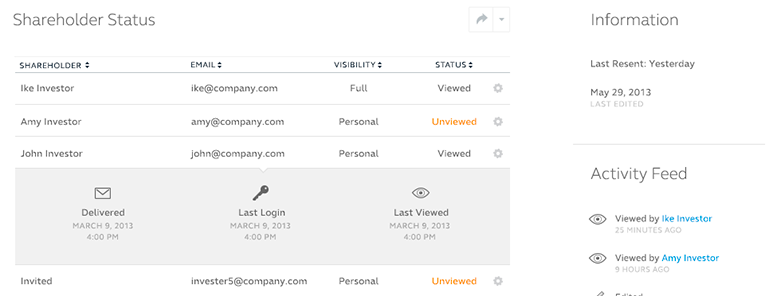 Shareholder Status
SHAREHOLDER EMAIL VISIBILITY STATUS
Ike Investor ike@company.com Full Viewed
Amy Investor amy@company.com Personal Unviewed
John Investor john@company.com Personal Viewed
Delivered Last Login Last Viewed
MARCH 9, 2013 MARCH 9, 2013 MARCH 9, 2013
4:00 PM 4:00 PM 4:00 PM
Invited invester5@company.com Personal Unviewed
Information
Last Resent: Yesterday
May 29, 2013
LAST EDITED
Activity Feed
Viewed by Ike Investor
25 MINUTES AGO
Viewed by Amy Investor
9 HOURS AGO
Edited